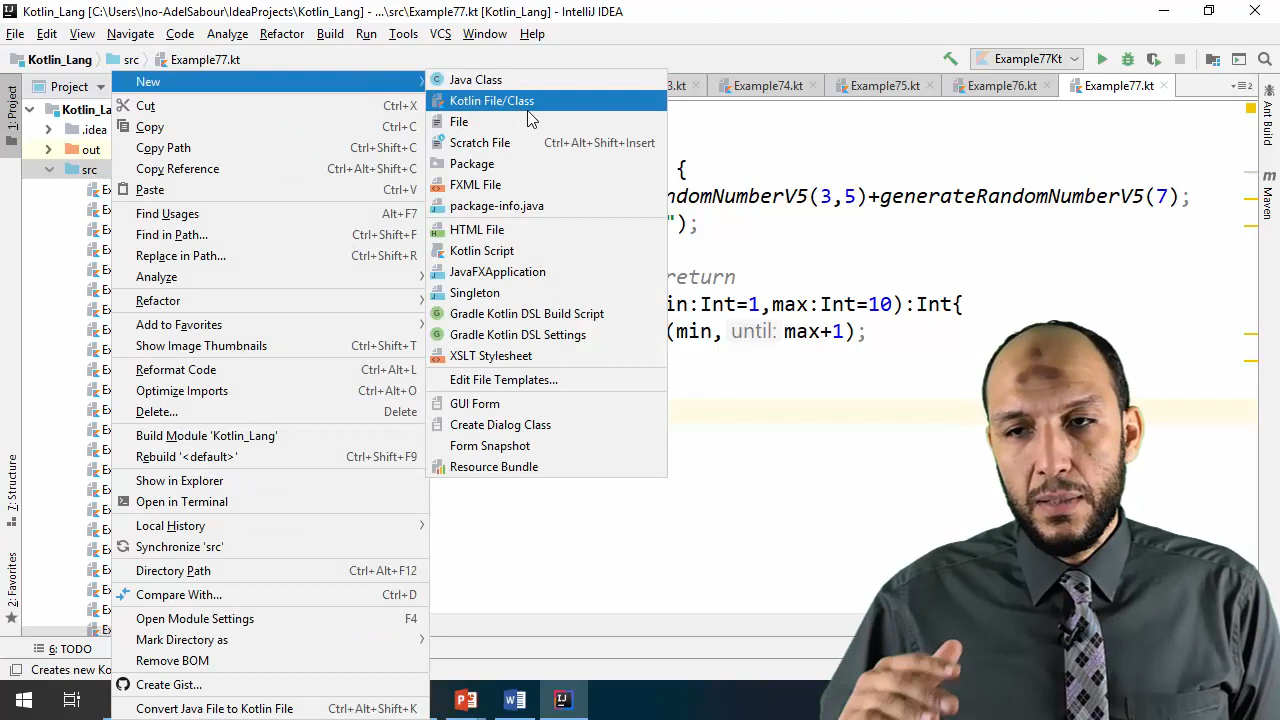 Kotlin_Lang [C:\Users\Ino-AdelSabour\IdeaProjects\Kotlin_Lang] - ...\src\Example77.kt [Kotlin_Lang] - IntelliJ IDEA
File Edit View Navigate Code Analyze Refactor Build Run Tools VCS Window Help
Kotlin_Lang src Example77.kt Example77Kt
Project
3.kt Example74.kt Example75.kt Example76.kt Example77.kt
1: Project
Kotlin_La
.idea
out
src
7: Structure
2: Favorites
Ant Build
Maven
New
Cut Ctrl+X
Copy Ctrl+C
Copy Path Ctrl+Shift+C
Copy Reference Ctrl+Alt+Shift+C
Paste Ctrl+V
Find Usages Alt+F7
Find in Path... Ctrl+Shift+F
Replace in Path... Ctrl+Shift+R
Analyze
Refactor
Add to Favorites
Show Image Thumbnails Ctrl+Shift+T
Reformat Code Ctrl+Alt+L
Optimize Imports Ctrl+Alt+O
Delete... Delete
Build Module 'Kotlin_Lang'
Rebuild '<default>' Ctrl+Shift+F9
Show in Explorer
Open in Terminal
Local History
Synchronize 'src'
Directory Path Ctrl+Alt+F12
Compare With... Ctrl+D
Open Module Settings F4
Mark Directory as
Remove BOM
Create Gist...
Convert Java File to Kotlin File Ctrl+Alt+Shift+K
Java Class
Kotlin File/Class
File
Scratch File Ctrl+Alt+Shift+Insert
Package
FXML File
package-info.java
HTML File
Kotlin Script
JavaFXApplication
Singleton
Gradle Kotlin DSL Build Script
Gradle Kotlin DSL Settings
XSLT Stylesheet
Edit File Templates...
GUI Form
Create Dialog Class
Form Snapshot
Resource Bundle
{
ndomNumberV5(3,5)+generateRandomNumberV5(7);
");
return
in:Int=1,max:Int=10):Int{
(min, until: max+1);
6: TODO
Creates new Ko